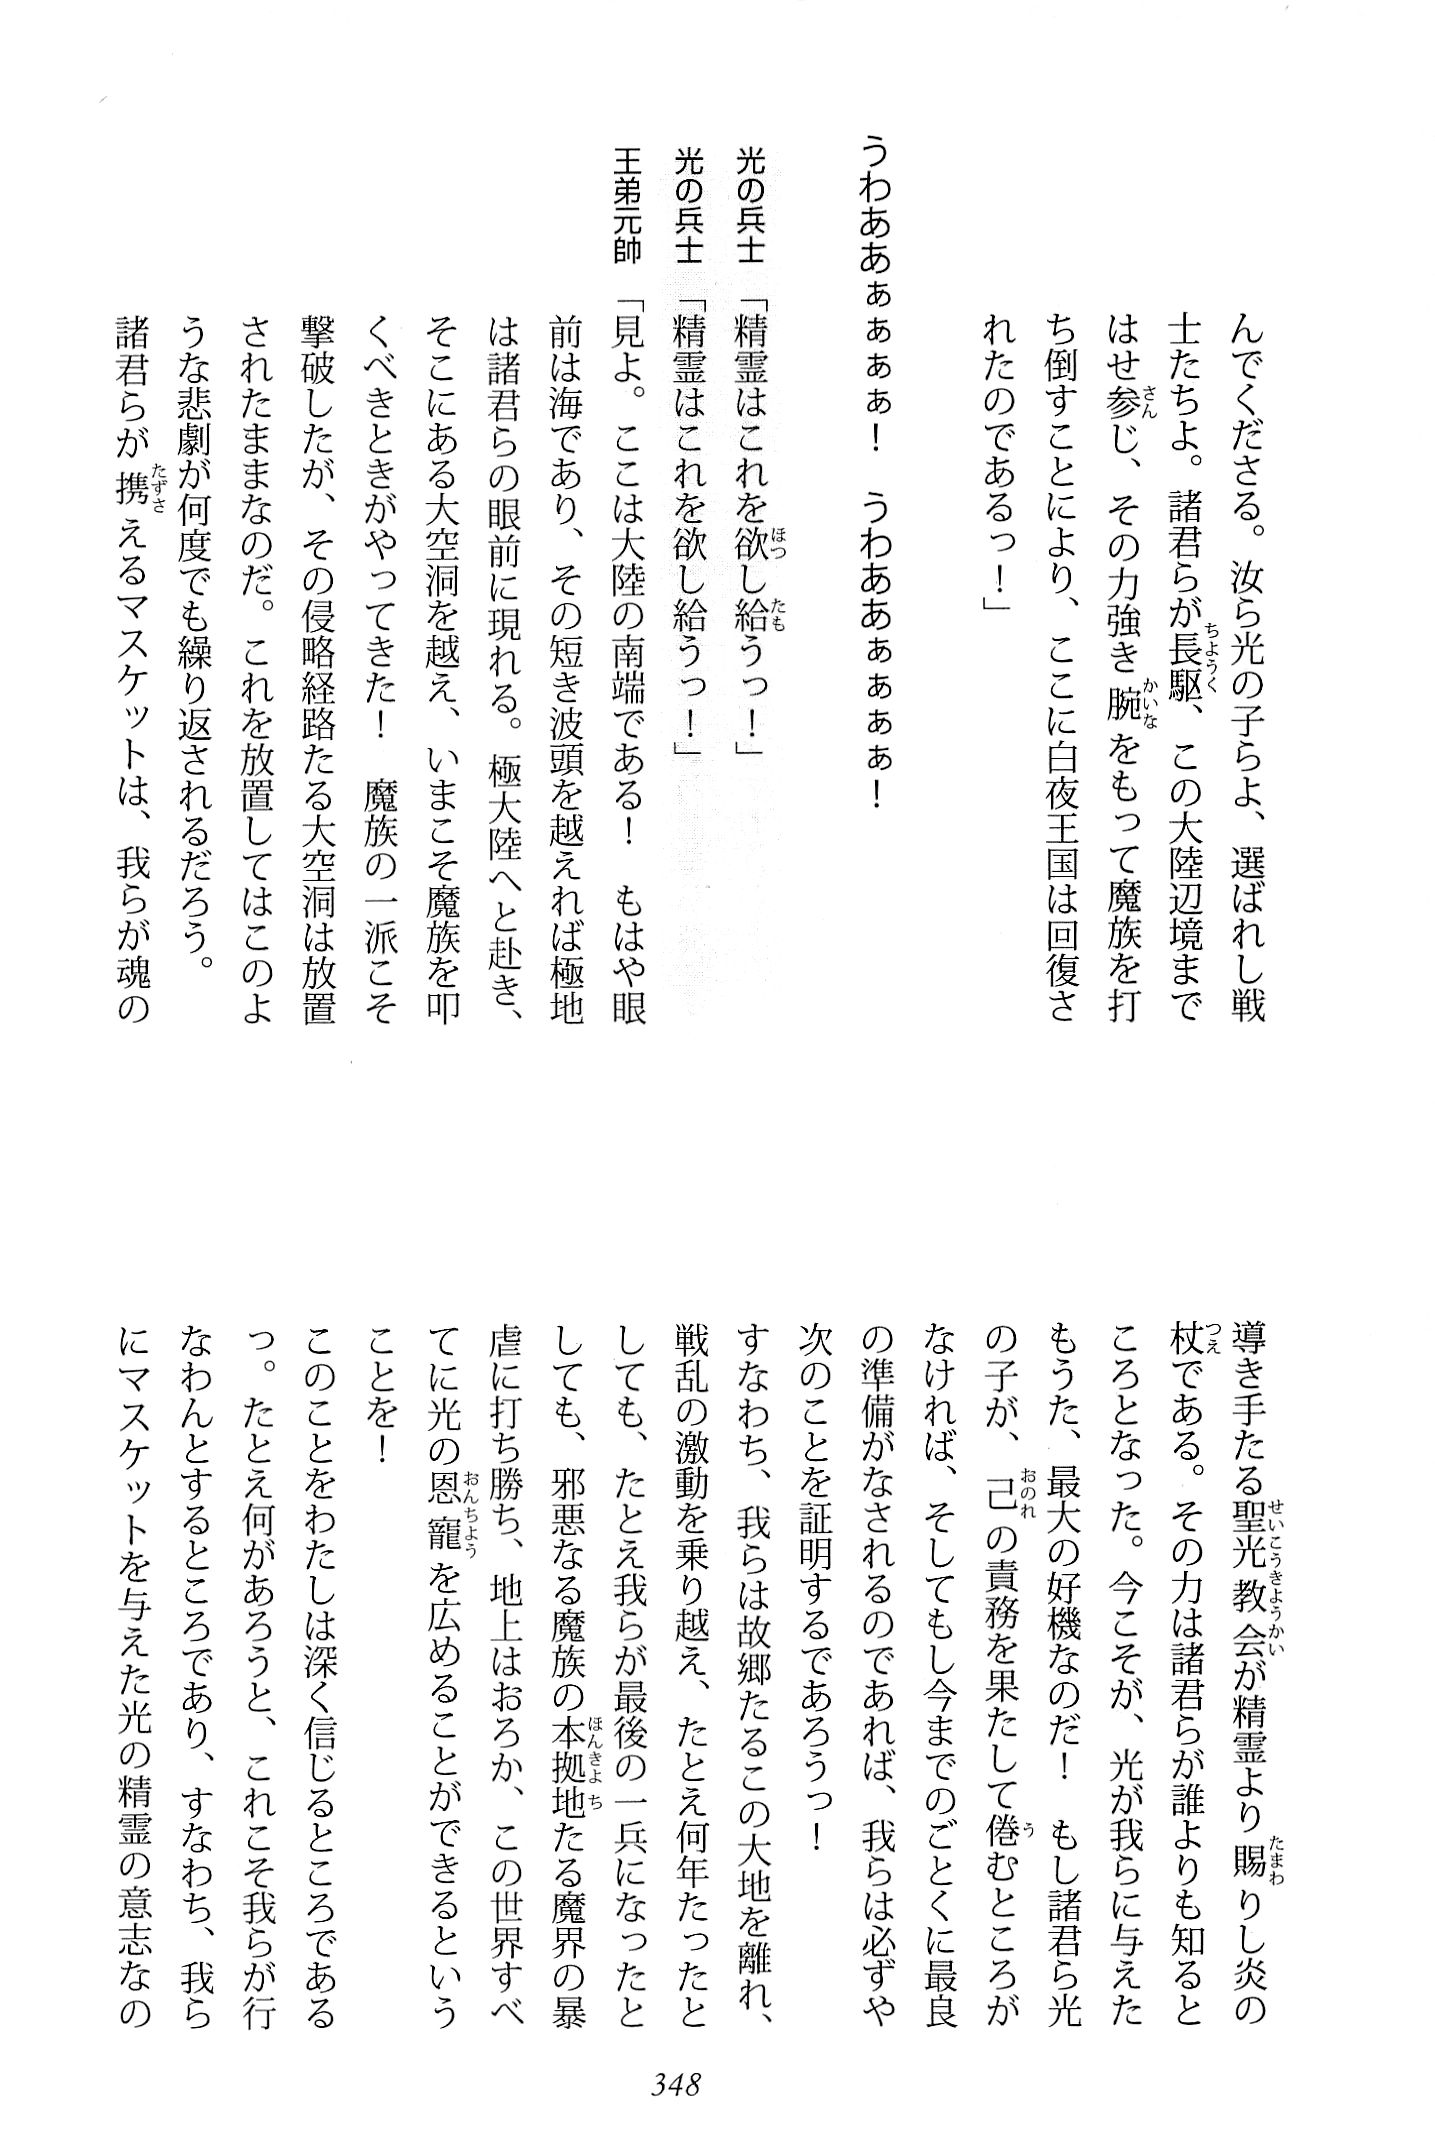 んでくださる。汝ら光の子らよ、選ばれし戦
士たちよ。諸君らが長駆、この大陸辺境まで
はせ参じ、その力強き腕をもって魔族を打
ち倒すことにより、ここに白夜王国は回復さ
れたのであるっ！」
うわああぁぁぁぁ！　うわああぁぁぁぁ！
光の兵士「精霊はこれを欲し給うっ！」
光の兵士「精霊はこれを欲し給うっ！」
王弟元帥「見よ。ここは大陸の南端である！　もはや眼
前は海であり、その短き波頭を越えれば極地
は諸君らの眼前に現れる。極大陸へと赴き、
そこにある大空洞を越え、いまこそ魔族を叩
くべきときがやってきた！　魔族の一派こそ
撃破したが、その侵略経路たる大空洞は放置
されたままなのだ。これを放置してはこのよ
うな悲劇が何度でも繰り返されるだろう。
諸君らが携えるマスケットは、我らが魂の
導き手たる聖光教会が精霊より賜りし炎の
杖である。その力は諸君らが誰よりも知ると
ころとなった。今こそが、光が我らに与えた
もうた、最大の好機なのだ！　もし諸君ら光
の子が、己の責務を果たして倦むところが
なければ、そしてもし今までのごとくに最良
の準備がなされるのであれば、我らは必ずや
次のことを証明するであろうっ！
すなわち、我らは故郷たるこの大地を離れ、
戦乱の激動を乗り越え、たとえ何年たったと
しても、たとえ我らが最後の一兵になったと
しても、邪悪なる魔族の本拠地たる魔界の暴
虐に打ち勝ち、地上はおろか、この世界すべ
てに光の恩寵を広めることができるという
ことを！
このことをわたしは深く信じるところである
っ。たとえ何があろうと、これこそ我らが行
なわんとするところであり、すなわち、我ら
にマスケットを与えた光の精霊の意志なの
348